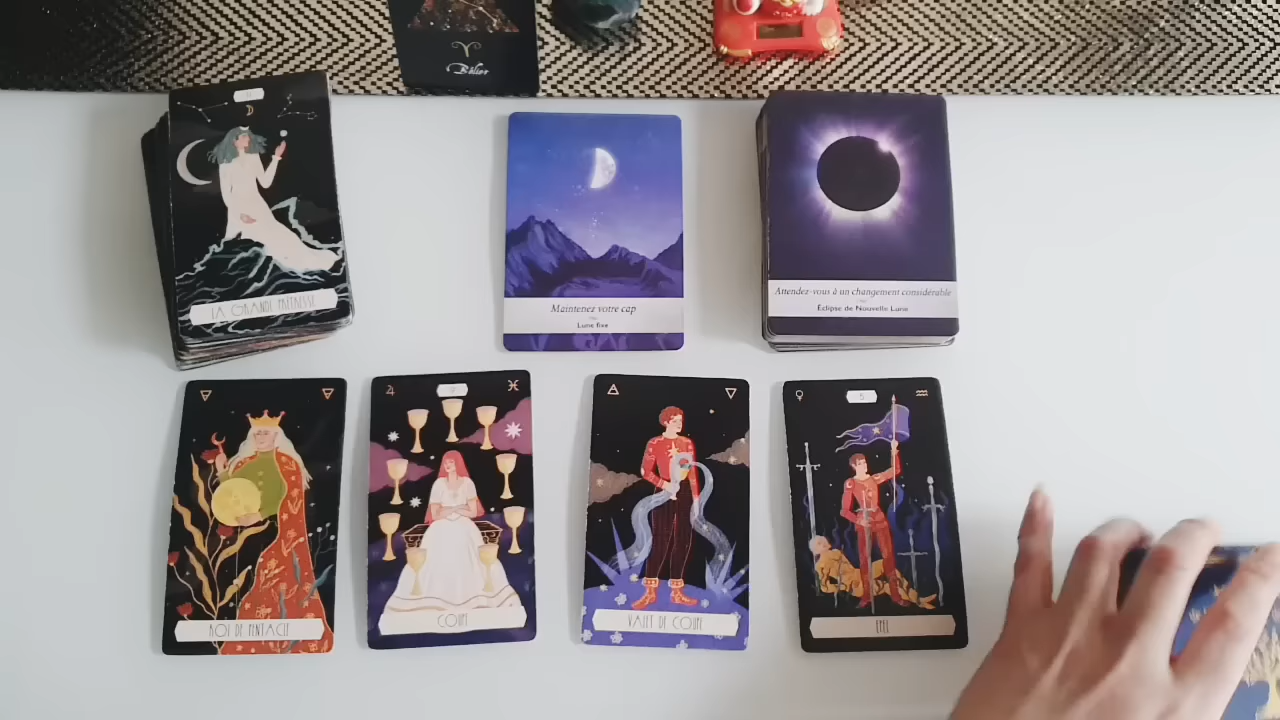 Bélier
LA GRANDE PRÊTRESSE
Maintenez votre cap
Lune fixe
Attendez-vous à un changement considérable
Éclipse de Nouvelle Lune
ROI DE PENTACLE
COUPE
VALET DE COUPE
5